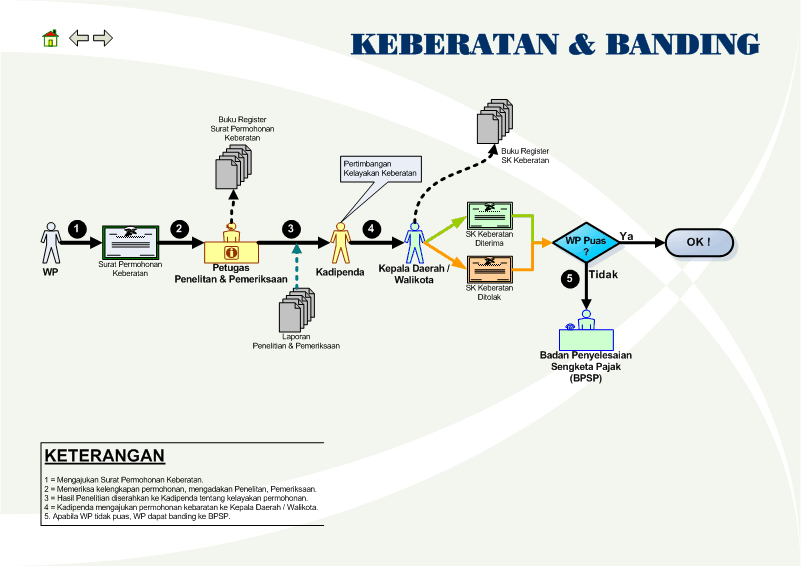 KEBERATAN & BANDING
Buku Register
Surat Permohonan
Keberatan
Buku Register
SK Keberatan
Pertimbangan
Kelayakan Keberatan
1
2
3
4
WP
Surat Permohonan
Keberatan
Petugas
Penelitan & Pemeriksaan
Kadipenda
Kepala Daerah /
Walikota
SK Keberatan
DIterima
SK Keberatan
Ditolak
WP Puas
?
Ya
OK !
5
Tidak
Laporan
Penelitian & Pemeriksaan
Badan Penyelesaian
Sengketa Pajak
(BPSP)
KETERANGAN
1 = Mengajukan Surat Permohonan Keberatan.
2 = Memeriksa kelengkapan permohonan, mengadakan Penelitan, Pemeriksaan.
3 = Hasil Penelitian diserahkan ke Kadipenda tentang kelayakan permohonan.
4 = Kadipenda mengajukan permohonan kebaratan ke Kepala Daerah / Walikota.
5. Apabila WP tidak puas, WP dapat banding ke BPSP.